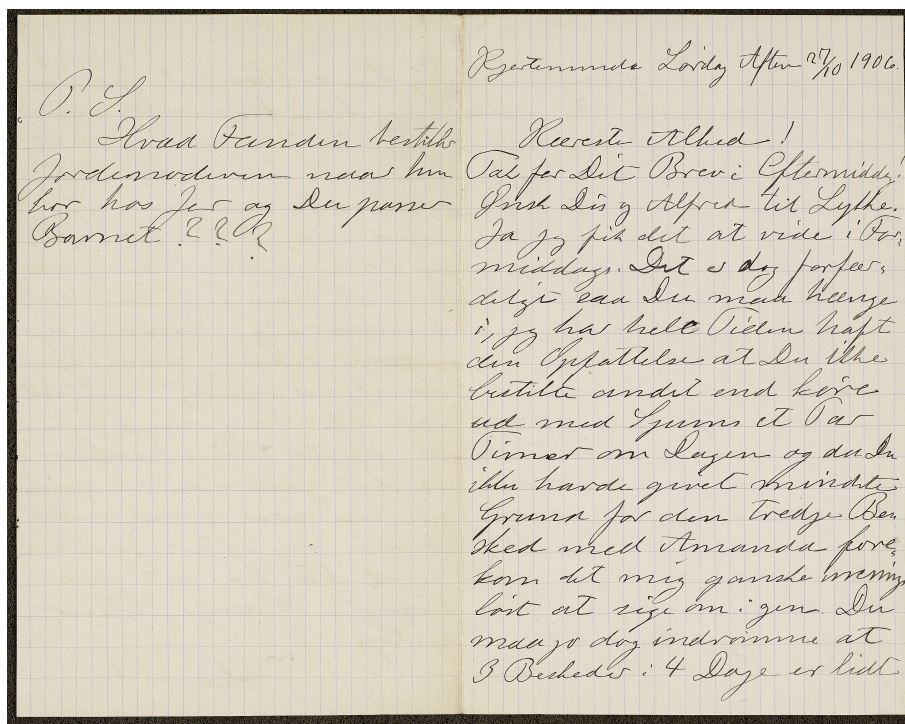 P. S.
Hvad Fanden bestiller
Jordemoderen naar hun
bor hos Jer og Du passer
Barnet ? ? ?
Kjerteminde Lørdag Aften 27/10 1906.
Kæreste Alhed !
Tak for Dit Brev i Eftermiddag!
Ønsk Dis og Alfred til Lykke.
Ja jeg fik det at vide i For-
middags. Det er dog forfær-
deligt saa Du maa hænge
i, jeg har hele Tiden haft
den Opfattelse at Du ikke
bestilte andet end køre
ud med Spums et Par
Timer om Dagen og da Du
ikke havde givet mindste
Grund for den tredje Be-
sked med Amanda fore-
kom det mig ganske menings
løst at sige om igen. Du
maa jo dog indrømme at
3 Beskeder i 4 Dage er lidt